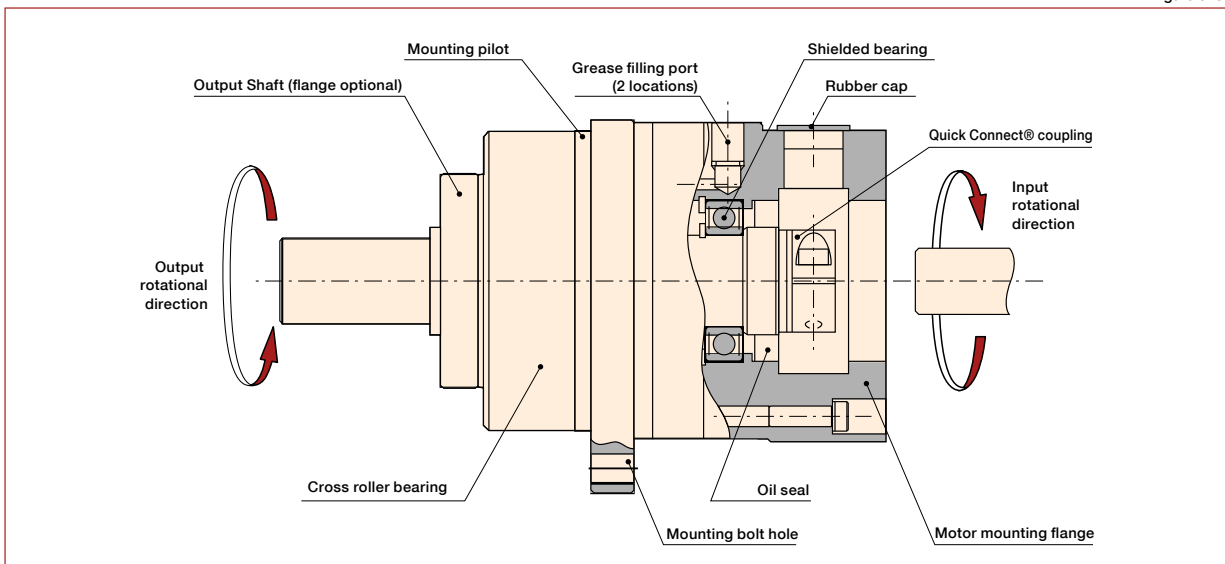 Mounting pilot
Shielded bearing
Grease filling port
(2 locations)
Output Shaft (flange optional)
Rubber cap
Quick Connect® coupling
Input
rotational
direction
Output
rotational
direction
Cross roller bearing
Oil seal
Mounting bolt hole
Motor mounting flange